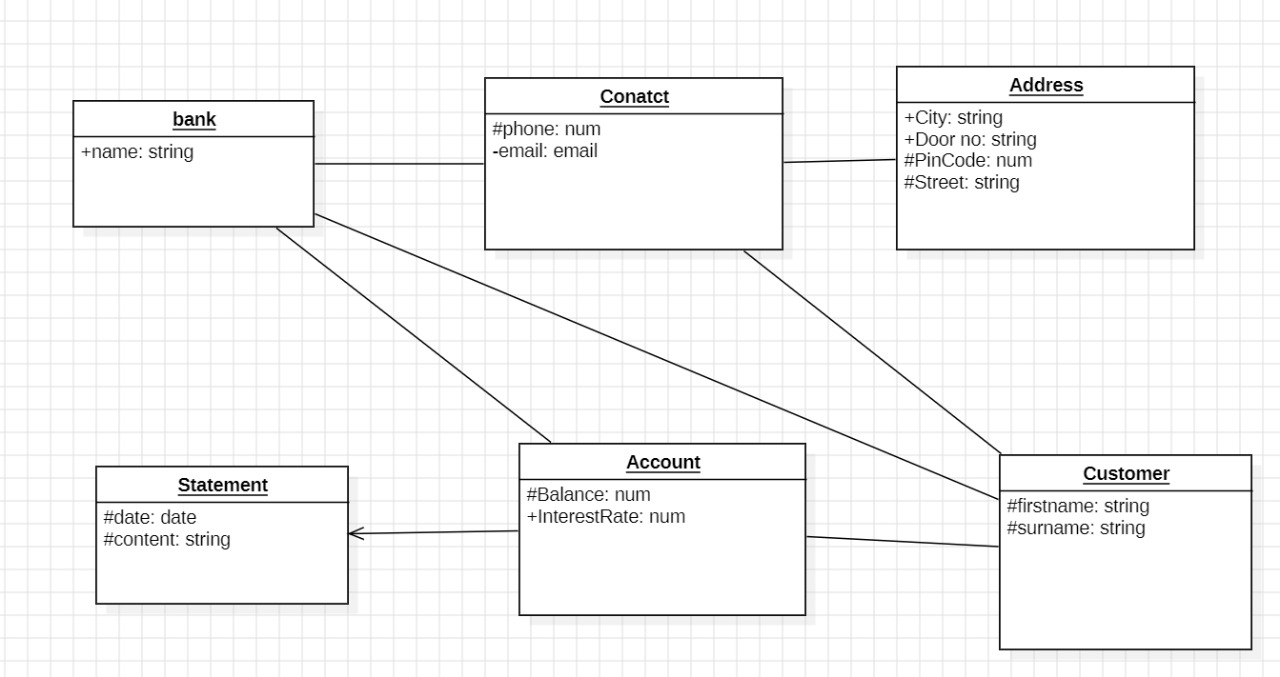 bank
+name: string
Conatct
#phone: num
-email: email
Address
+City: string
+Door no: string
#PinCode: num
#Street: string
Statement
#date: date
#content: string
Account
#Balance: num
+InterestRate: num
Customer
#firstname: string
#surname: string